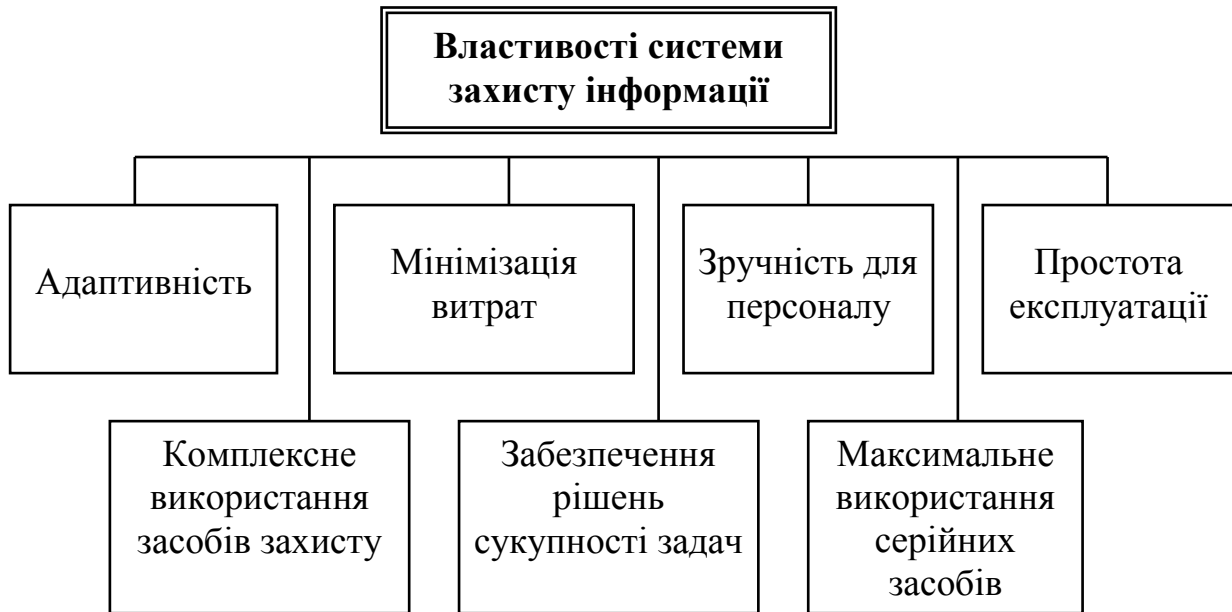 Властивості системи
захисту інформації
Адаптивність
Мінімізація
витрат
Зручність для
персоналу
Простота
експлуатації
Комплексне
використання
засобів захисту
Забезпечення
рішень
сукупності задач
Максимальне
використання
серійних
засобів